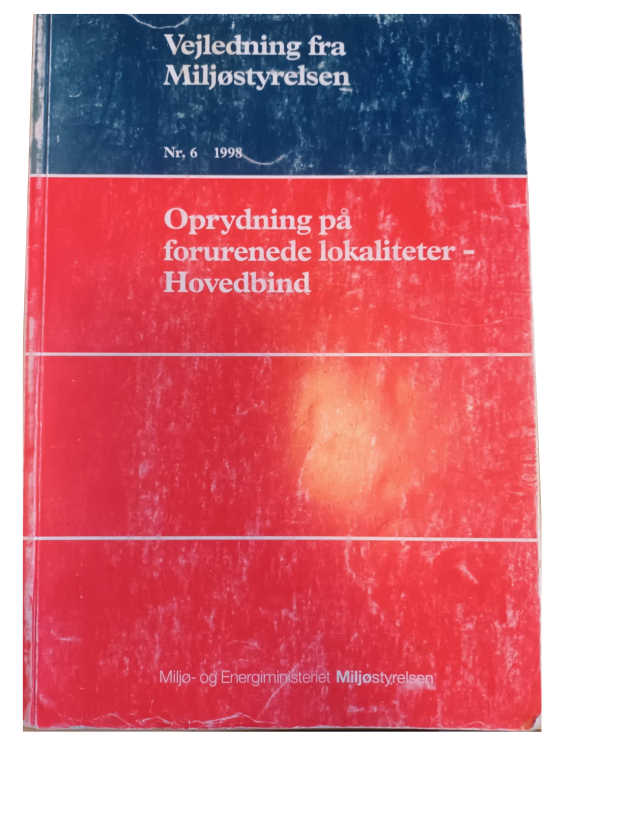 Vejledning fra
Miljøstyrelsen
Nr. 6 1998
Oprydning på
forurenede lokaliteter -
Hovedbind
Miljø- og Energiministeriet Miljøstyrelsen